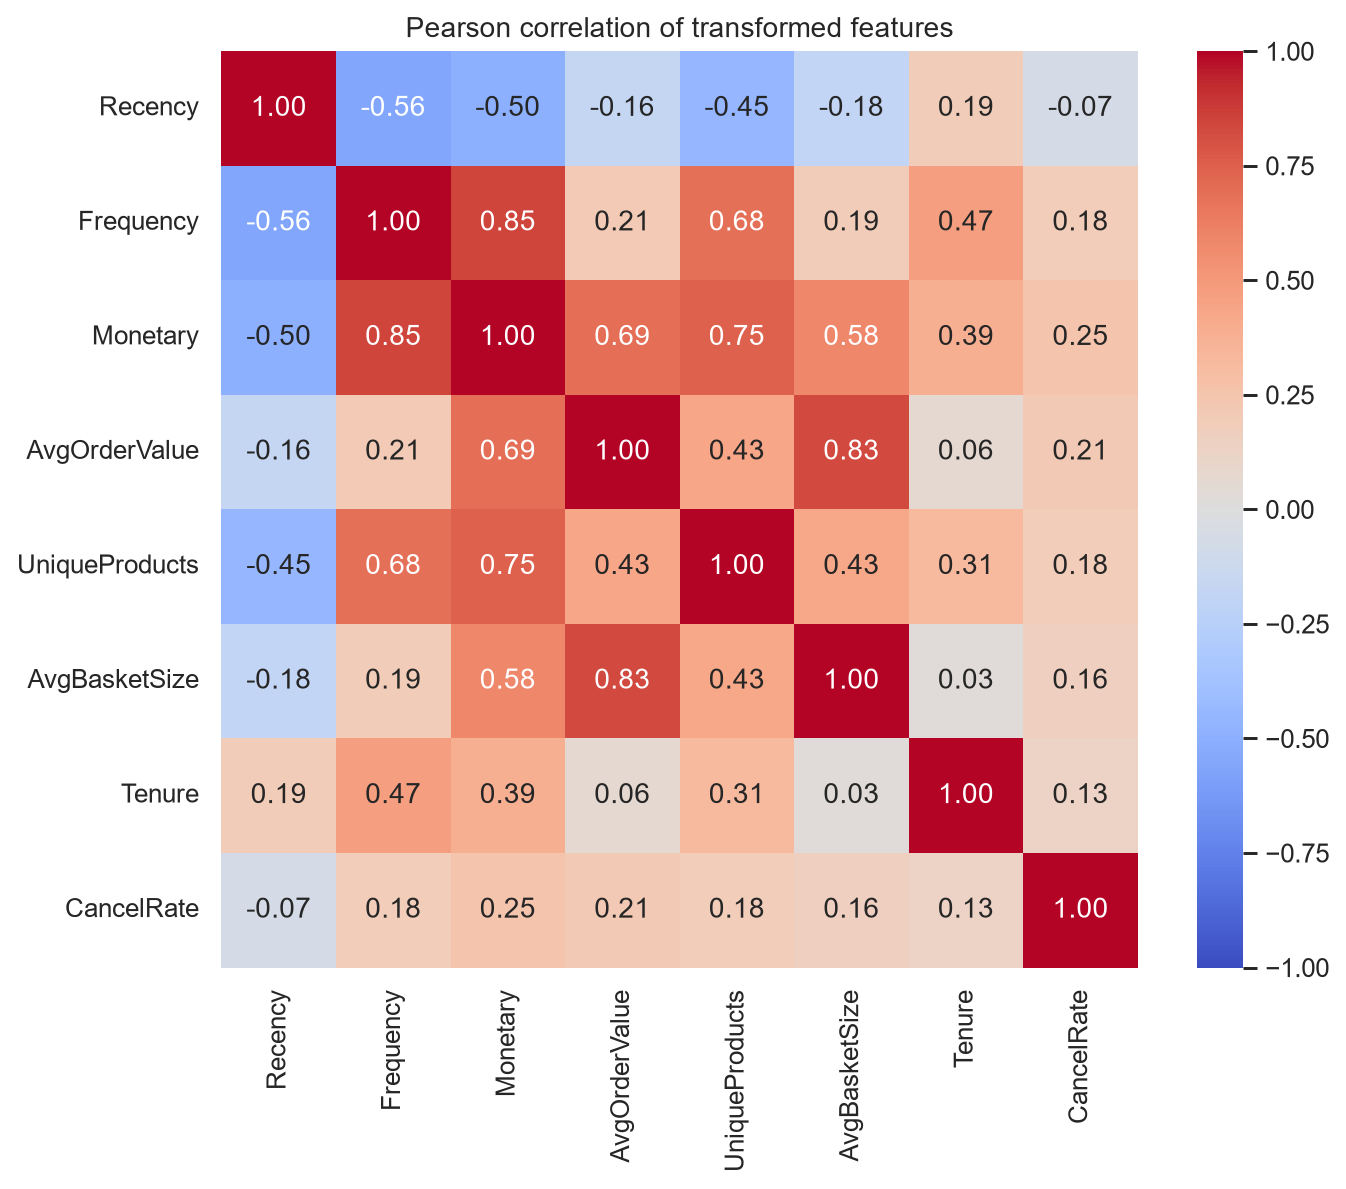 Pearson correlation of transformed features
Recency 1.00 -0.56 -0.50 -0.16 -0.45 -0.18 0.19 -0.07
Frequency -0.56 1.00 0.85 0.21 0.68 0.19 0.47 0.18
Monetary -0.50 0.85 1.00 0.69 0.75 0.58 0.39 0.25
AvgOrderValue -0.16 0.21 0.69 1.00 0.43 0.83 0.06 0.21
UniqueProducts -0.45 0.68 0.75 0.43 1.00 0.43 0.31 0.18
AvgBasketSize -0.18 0.19 0.58 0.83 0.43 1.00 0.03 0.16
Tenure 0.19 0.47 0.39 0.06 0.31 0.03 1.00 0.13
CancelRate -0.07 0.18 0.25 0.21 0.18 0.16 0.13 1.00
Recency
Frequency
Monetary
AvgOrderValue
UniqueProducts
AvgBasketSize
Tenure
CancelRate
1.00
0.75
0.50
0.25
0.00
−0.25
−0.50
−0.75
−1.00